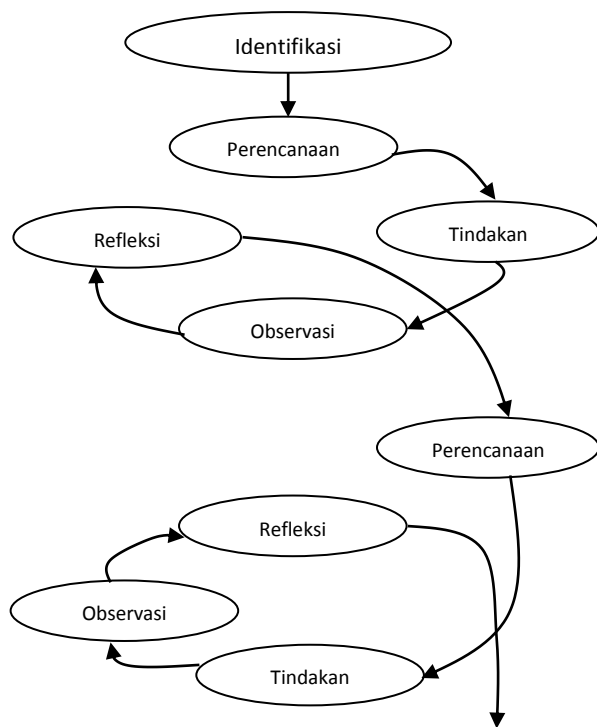 Identifikasi
Perencanaan
Tindakan
Refleksi
Observasi
Perencanaan
Refleksi
Observasi
Tindakan